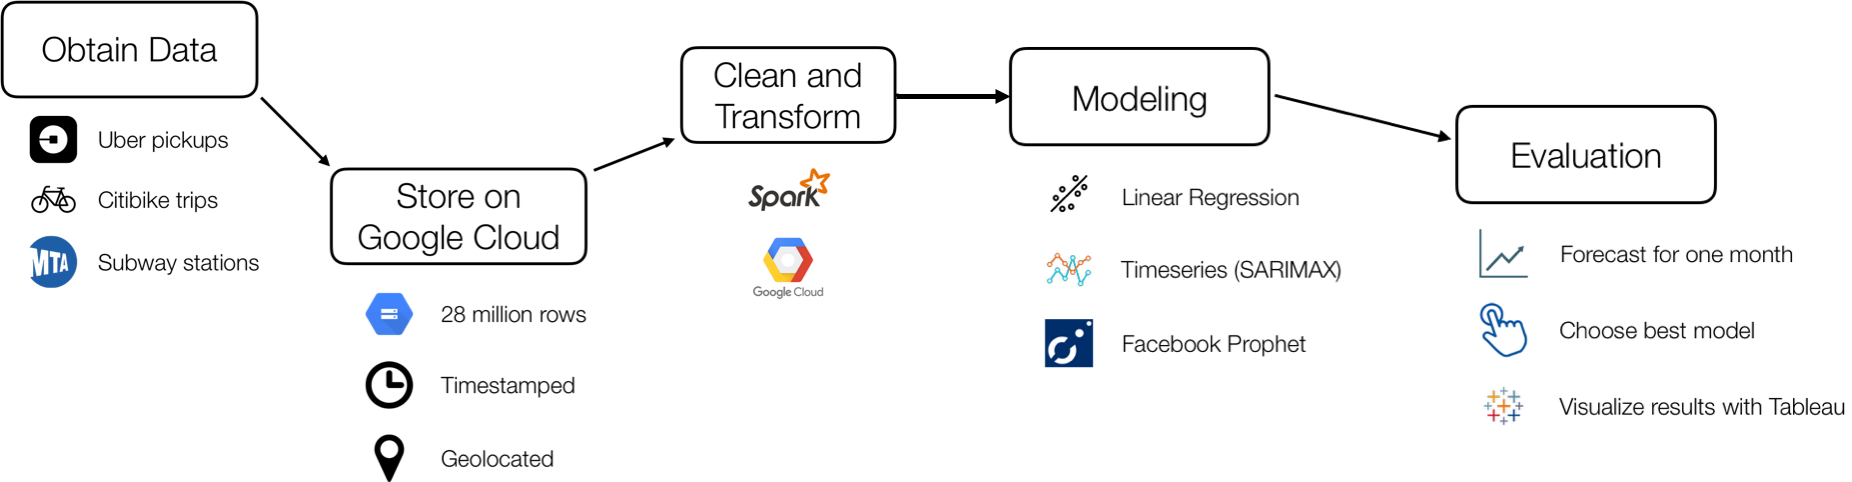 Obtain Data
Uber pickups
Citibike trips
MTA
Subway stations
Store on
Google Cloud
28 million rows
Timestamped
Geolocated
Clean and
Transform
Spark
Google Cloud
Modeling
Linear Regression
Timeseries (SARIMAX)
Facebook Prophet
Evaluation
Forecast for one month
Choose best model
Visualize results with Tableau